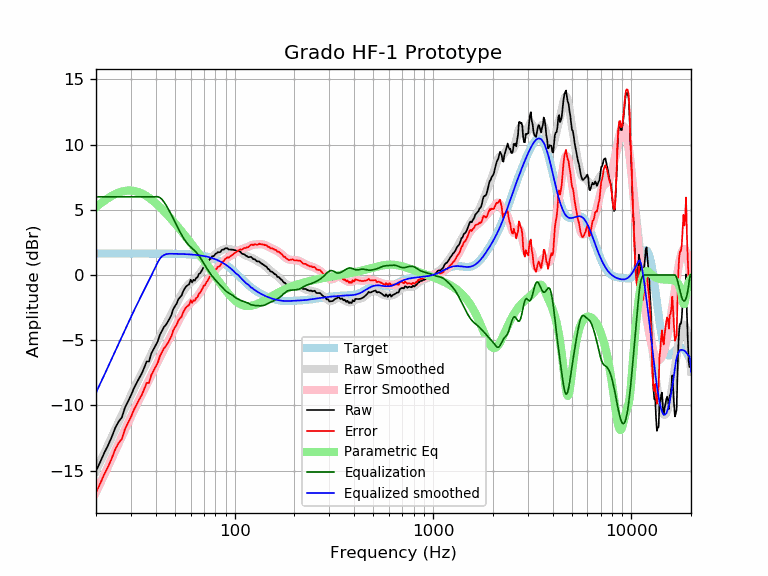 Grado HF-1 Prototype
15
10
5
0
−5
−10
−15
Amplitude (dBr)
Target
Raw Smoothed
Error Smoothed
Raw
Error
Parametric Eq
Equalization
Equalized smoothed
100
1000
10000
Frequency (Hz)